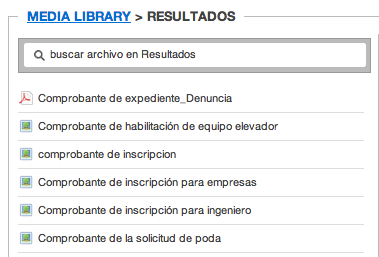 MEDIA LIBRARY > RESULTADOS
buscar archivo en Resultados
Comprobante de expediente_Denuncia
Comprobante de habilitación de equipo elevador
comprobante de inscripcion
Comprobante de inscripción para empresas
Comprobante de inscripción para ingeniero
Comprobante de la solicitud de poda